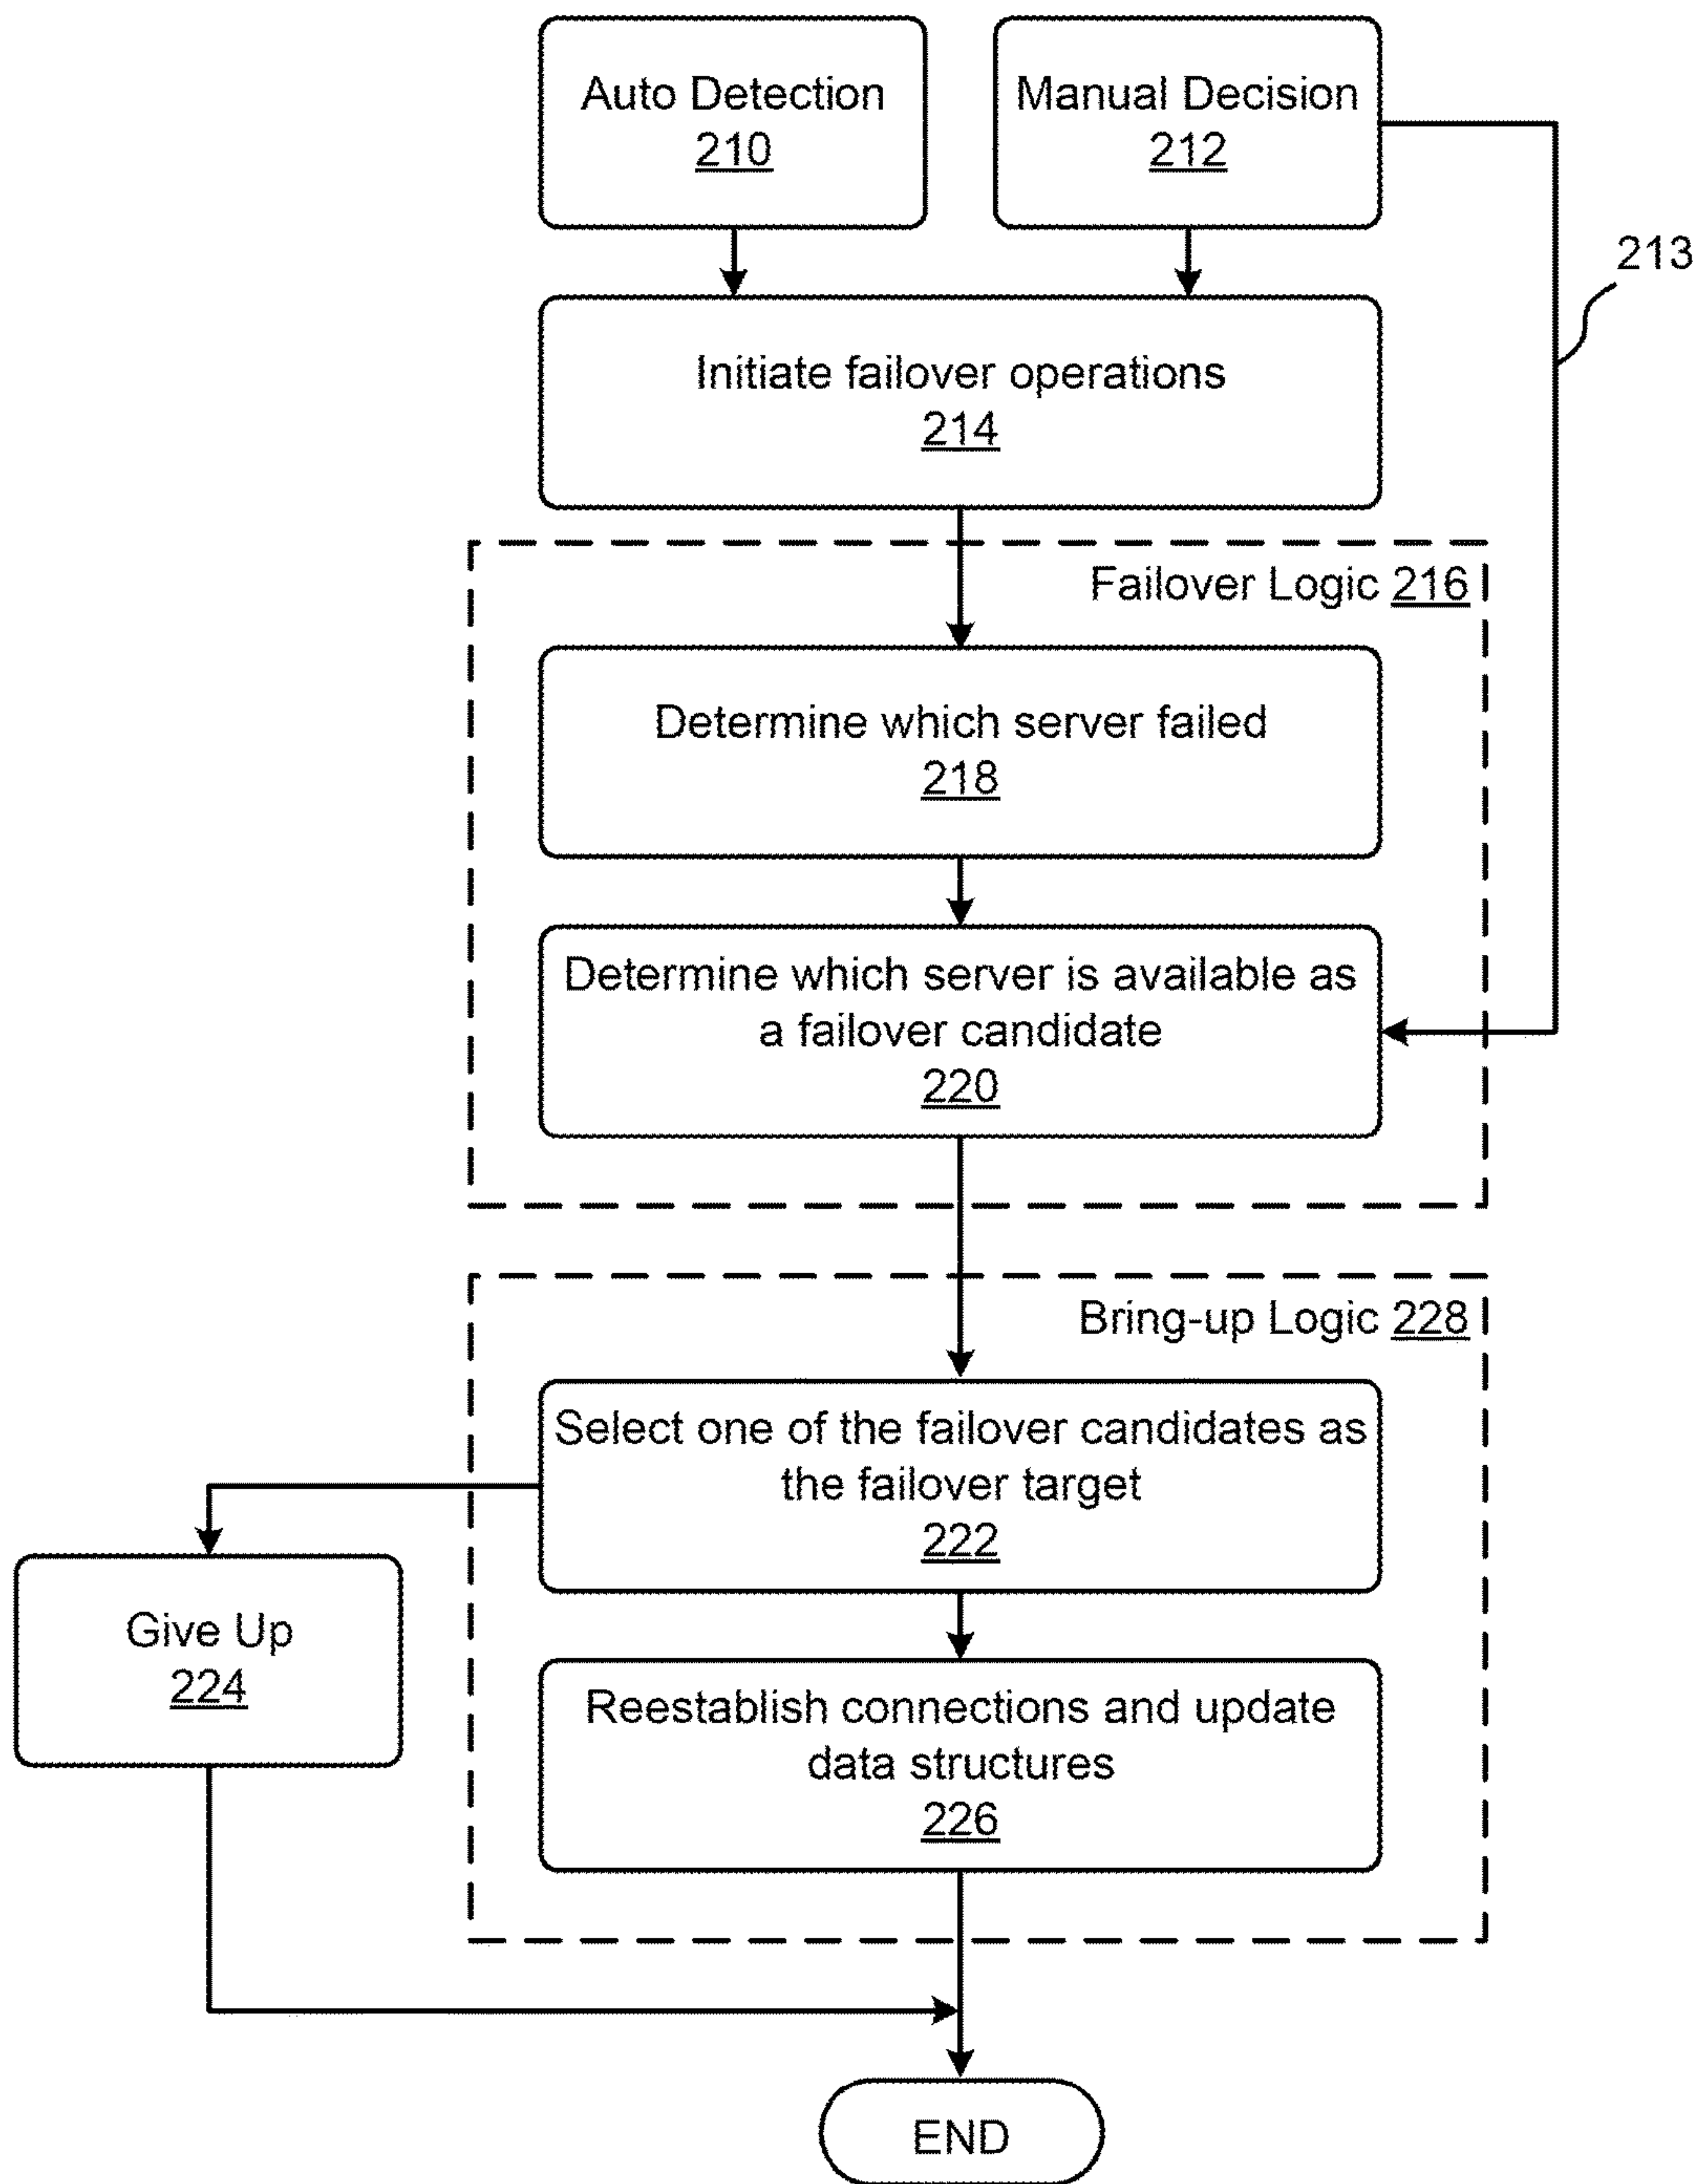 Auto Detection
210
Manual Decision
212
213
Initiate failover operations
214
Failover Logic 216
Determine which server failed
218
Determine which server is available as
a failover candidate
220
Bring-up Logic 228
Select one of the failover candidates as
the failover target
222
Give Up
224
Reestablish connections and update
data structures
226
END